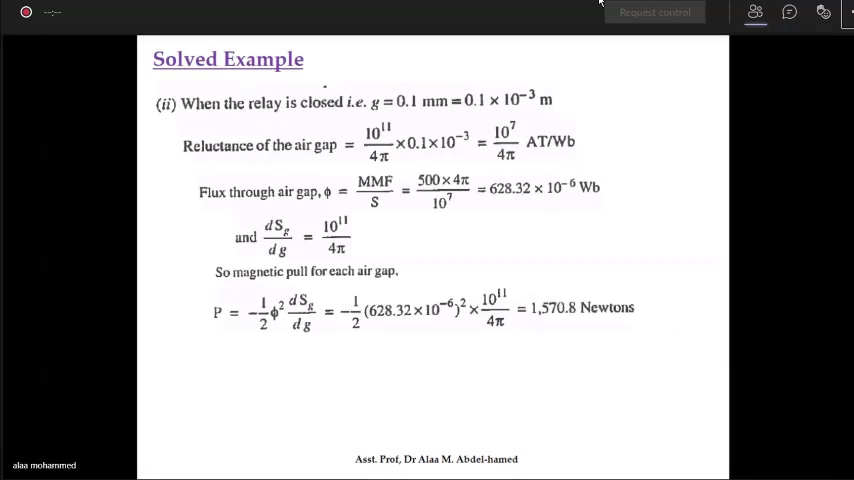 --:--
Request control
Solved Example
(ii) When the relay is closed i.e. g = 0.1 mm = 0.1 × 10⁻³ m
Reluctance of the air gap = 10¹¹/4π × 0.1×10⁻³ = 10⁷/4π AT/Wb
Flux through air gap, ϕ = MMF/S = 500×4π/10⁷ = 628.32 × 10⁻⁶ Wb
and dS_g/dg = 10¹¹/4π
So magnetic pull for each air gap,
P = −1/2 ϕ² dS_g/dg = −1/2 (628.32×10⁻⁶)² × 10¹¹/4π = 1,570.8 Newtons
Asst. Prof, Dr Alaa M. Abdel-hamed
alaa mohammed